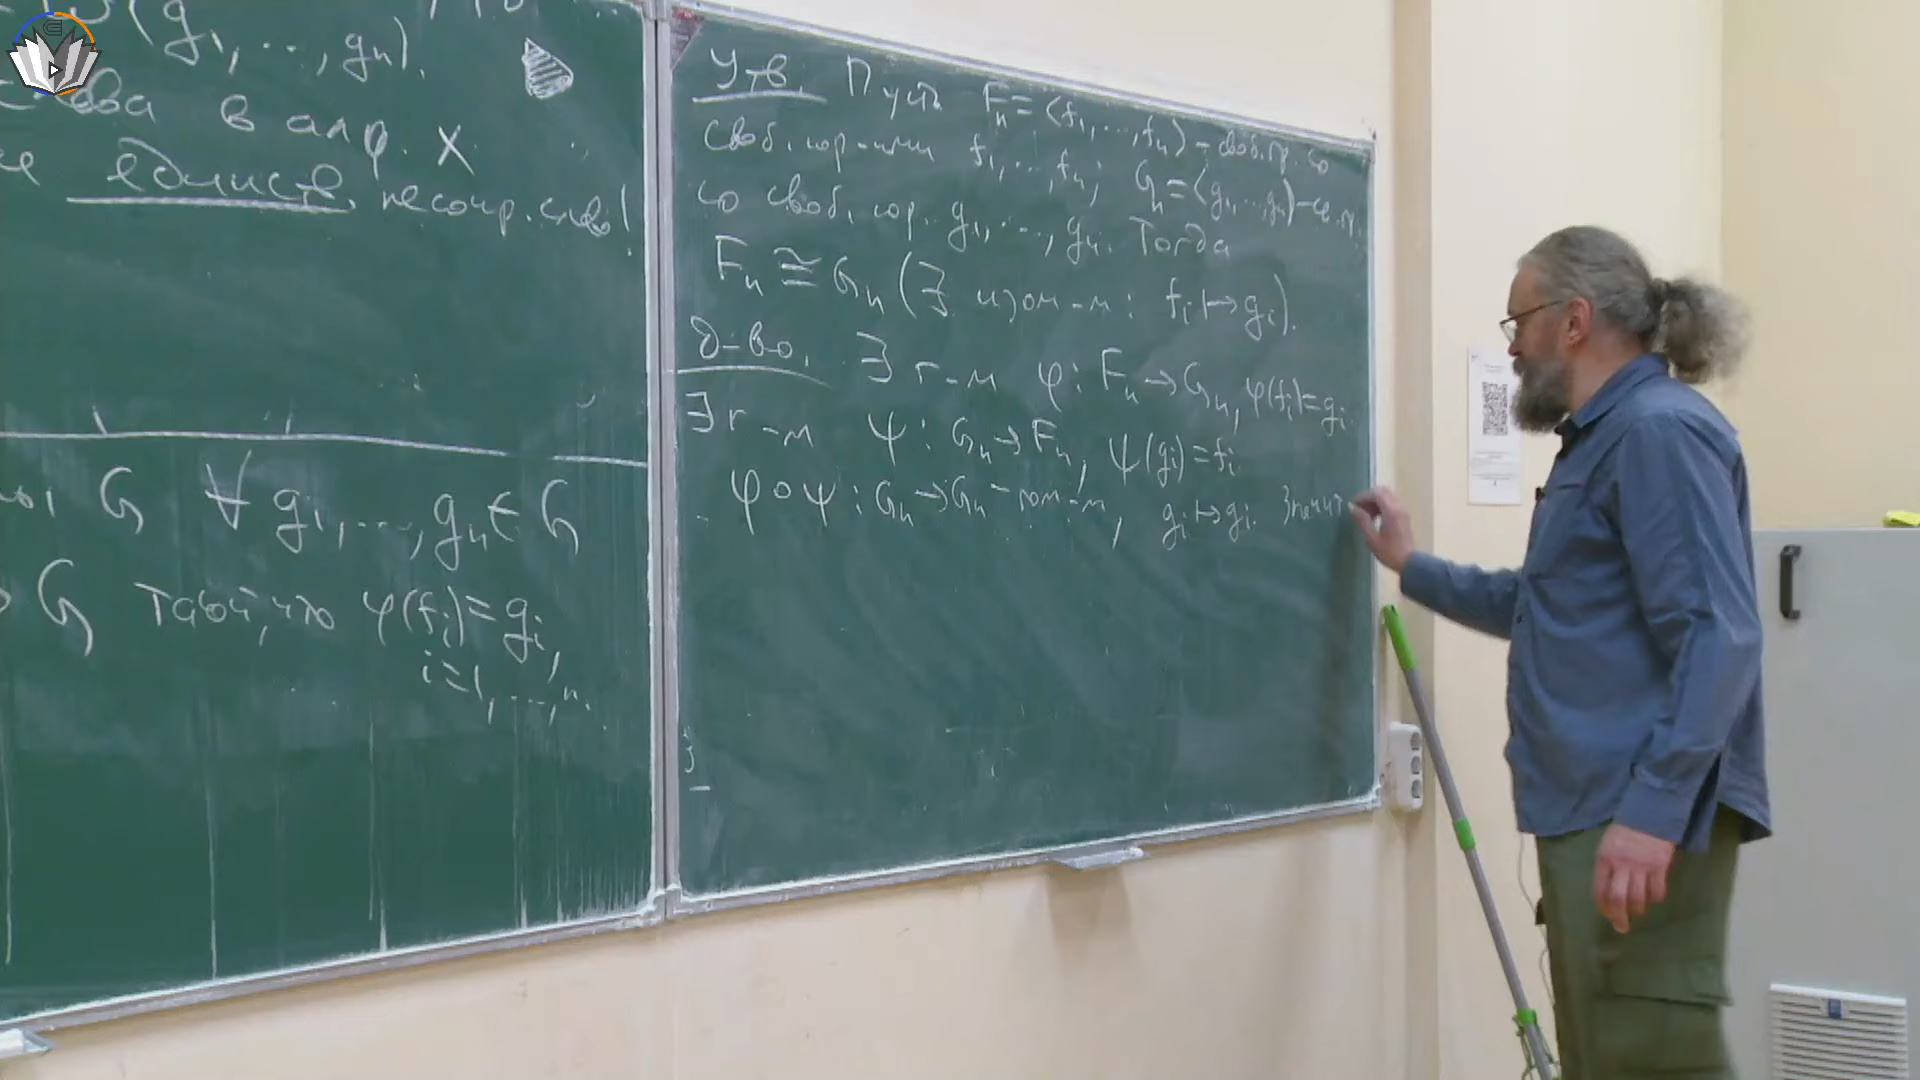 (g₁, ..., gₙ).
в алф. X
единств. несокр. слово!
G ∀ g₁, ..., gₙ ∈ G
G такой, что φ(fᵢ) = gᵢ,
i = 1, ..., n.
Утв. Пусть Fₙ = ⟨f₁, ..., fₙ⟩ – своб. гр. со
своб. пор-ми f₁, ..., fₙ; Gₙ = ⟨g₁, ..., gₙ⟩ – св. гр.
со своб. пор. g₁, ..., gₙ. Тогда
Fₙ ≅ Gₙ (∃ изом-м: fᵢ ↦ gᵢ).
Д-во. ∃ г-м φ: Fₙ → Gₙ, φ(fᵢ) = gᵢ.
∃ г-м ψ: Gₙ → Fₙ, ψ(gᵢ) = fᵢ
φ∘ψ: Gₙ → Gₙ – гом-м, gᵢ ↦ gᵢ. Значит